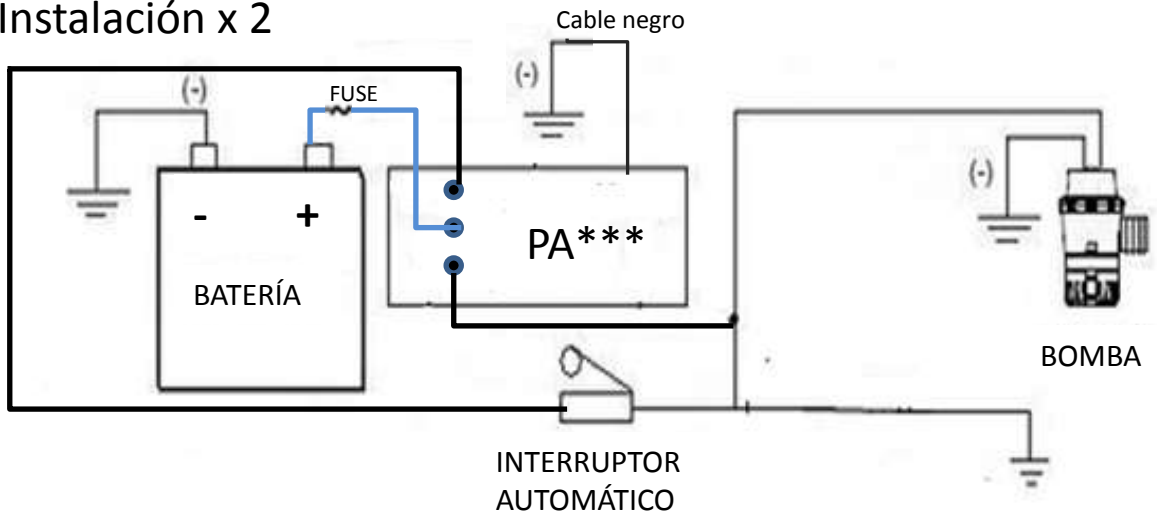 Instalación x 2
Cable negro
(-)
FUSE
(-)
(-)
- +
PA***
BATERÍA
BOMBA
INTERRUPTOR
AUTOMÁTICO